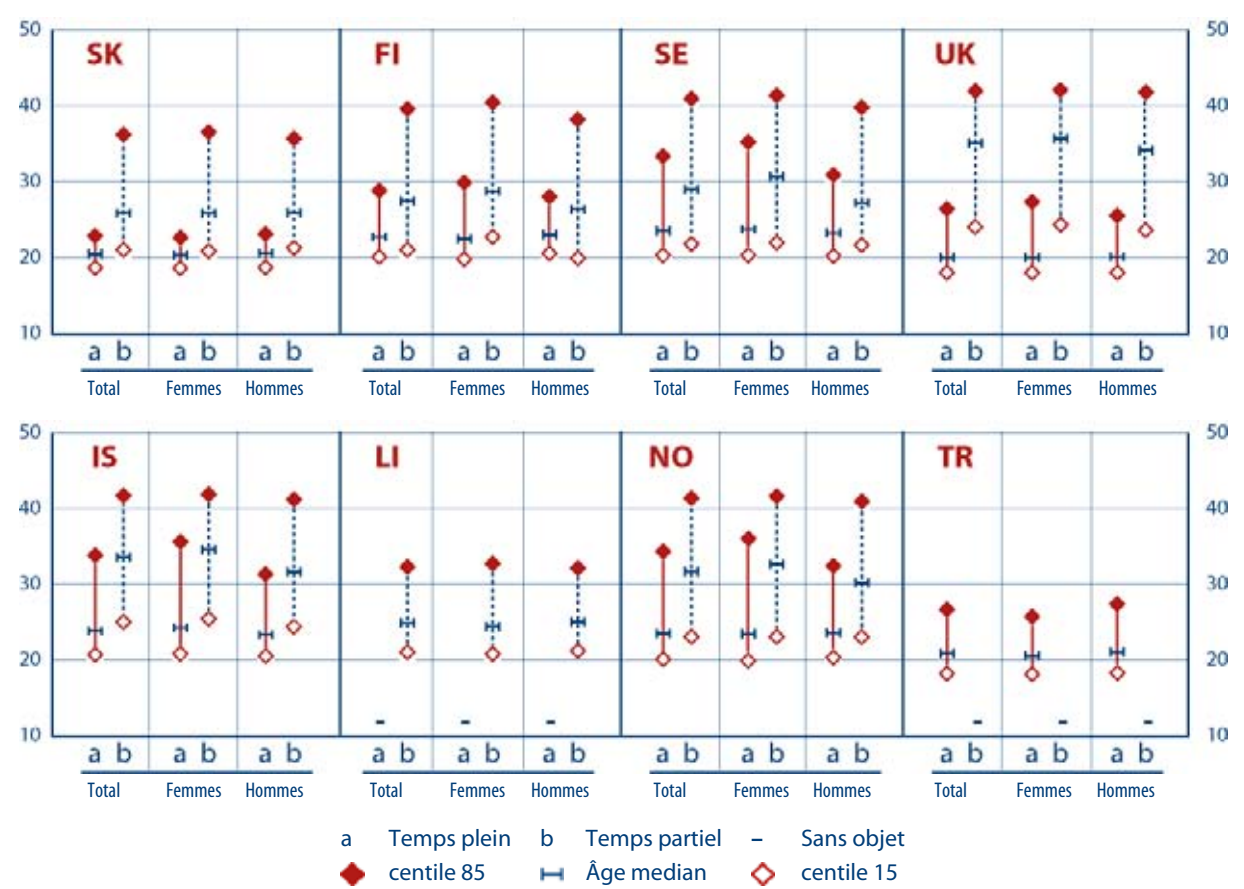 50 SK FI SE UK 50
40 40
30 30
20 20
10 10
a b a b a b a b a b a b a b a b a b a b a b a b
Total Femmes Hommes Total Femmes Hommes Total Femmes Hommes Total Femmes Hommes
50 IS LI NO TR 50
40 40
30 30
20 20
- - - - - -
10 10
a b a b a b a b a b a b a b a b a b a b a b a b
Total Femmes Hommes Total Femmes Hommes Total Femmes Hommes Total Femmes Hommes
a Temps plein b Temps partiel – Sans objet
centile 85 Âge median centile 15